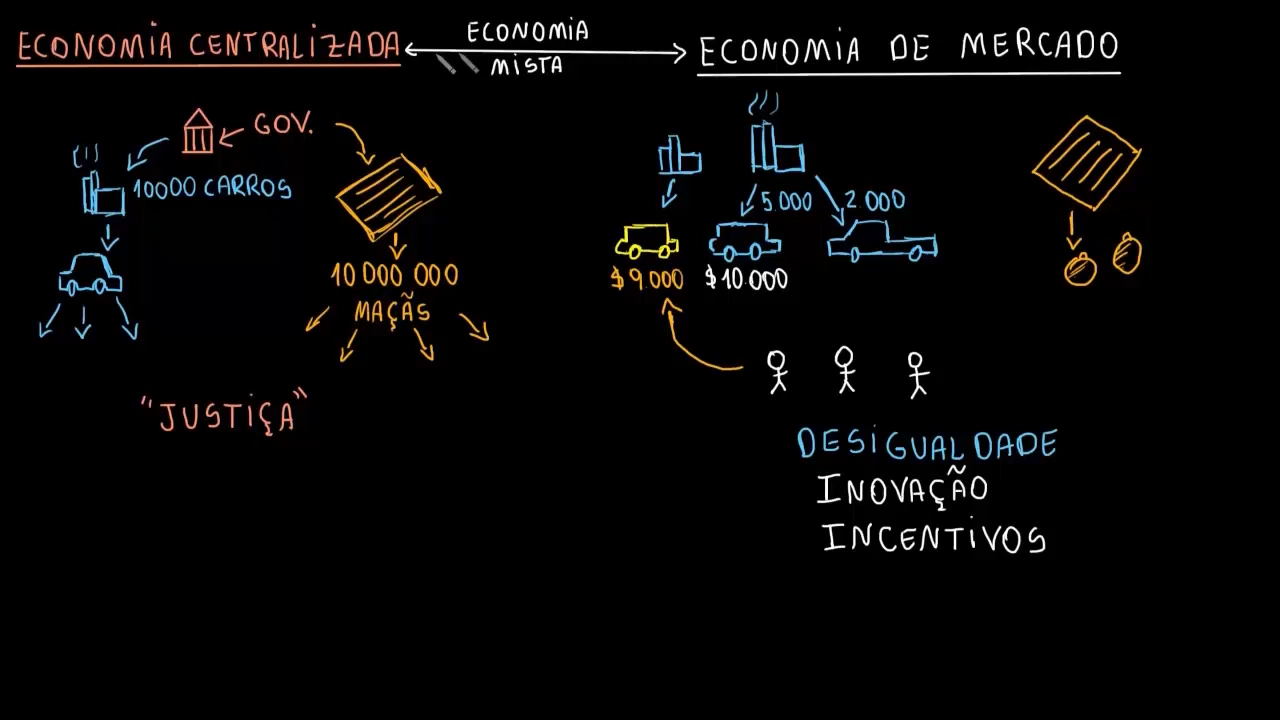 ECONOMIA CENTRALIZADA
ECONOMIA
MISTA
ECONOMIA DE MERCADO
GOV.
10000 CARROS
10 000 000
MAÇÃS
"JUSTIÇA"
5.000
2.000
$9.000
$10.000
DESIGUALDADE
INOVAÇÃO
INCENTIVOS